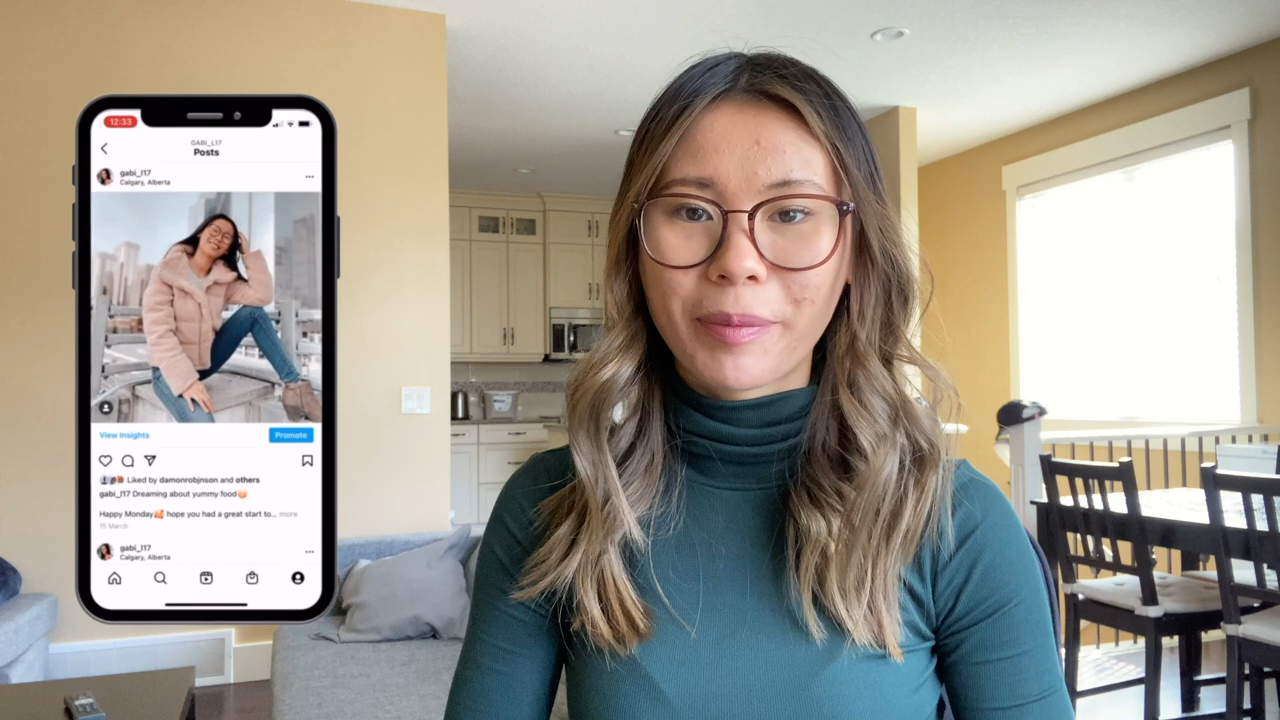 12:33
GABI_L17
Posts
gabi_l17
Calgary, Alberta
View Insights
Promote
Liked by damonrobjnson and others
gabi_l17 Dreaming about yummy food
Happy Monday🥰 hope you had a great start to... more
15 March
gabi_l17
Calgary, Alberta